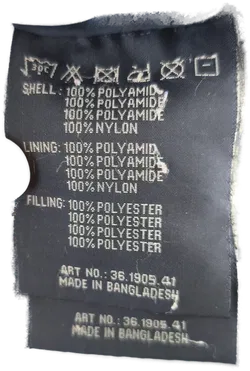 30C
SHELL: 100% POLYAMID
100% POLYAMIDE
100% POLYAMIDE
100% NYLON
LINING: 100% POLYAMID
100% POLYAMIDE
100% POLYAMIDE
100% NYLON
FILLING: 100% POLYESTER
100% POLYESTER
100% POLYESTER
100% POLYESTER
ART NO.: 36.1905.41
MADE IN BANGLADESH
ART NO.: 36.1905.41
MADE IN BANGLADESH